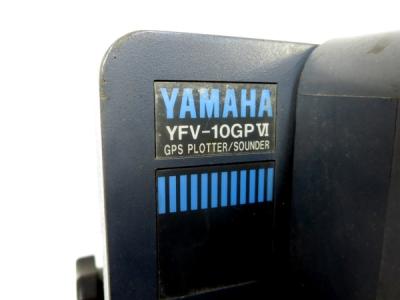 YAMAHA
YFV-10GPⅥ
GPS PLOTTER/SOUNDER